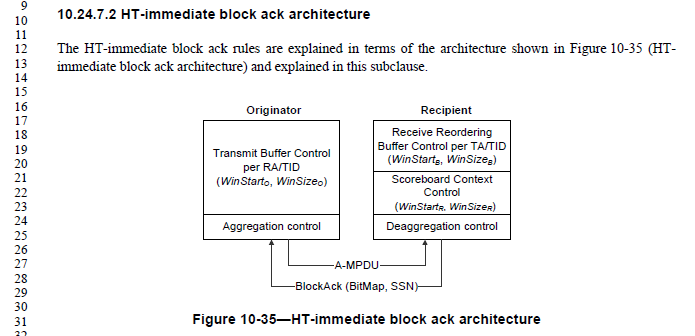 9
10
11
12
13
14
15
16
17
18
19
20
21
22
23
24
25
26
27
28
29
30
31
10.24.7.2 HT-immediate block ack architecture
The HT-immediate block ack rules are explained in terms of the architecture shown in Figure 10-35 (HT-
immediate block ack architecture) and explained in this subclause.
Originator
Transmit Buffer Control
per RA/TID
(WinStartO, WinSizeO)
Aggregation control
Recipient
Receive Reordering
Buffer Control per TA/TID
(WinStartB, WinSizeB)
Scoreboard Context
Control
(WinStartR, WinSizeR)
Deaggregation control
A-MPDU
BlockAck (BitMap, SSN)
Figure 10-35—HT-immediate block ack architecture